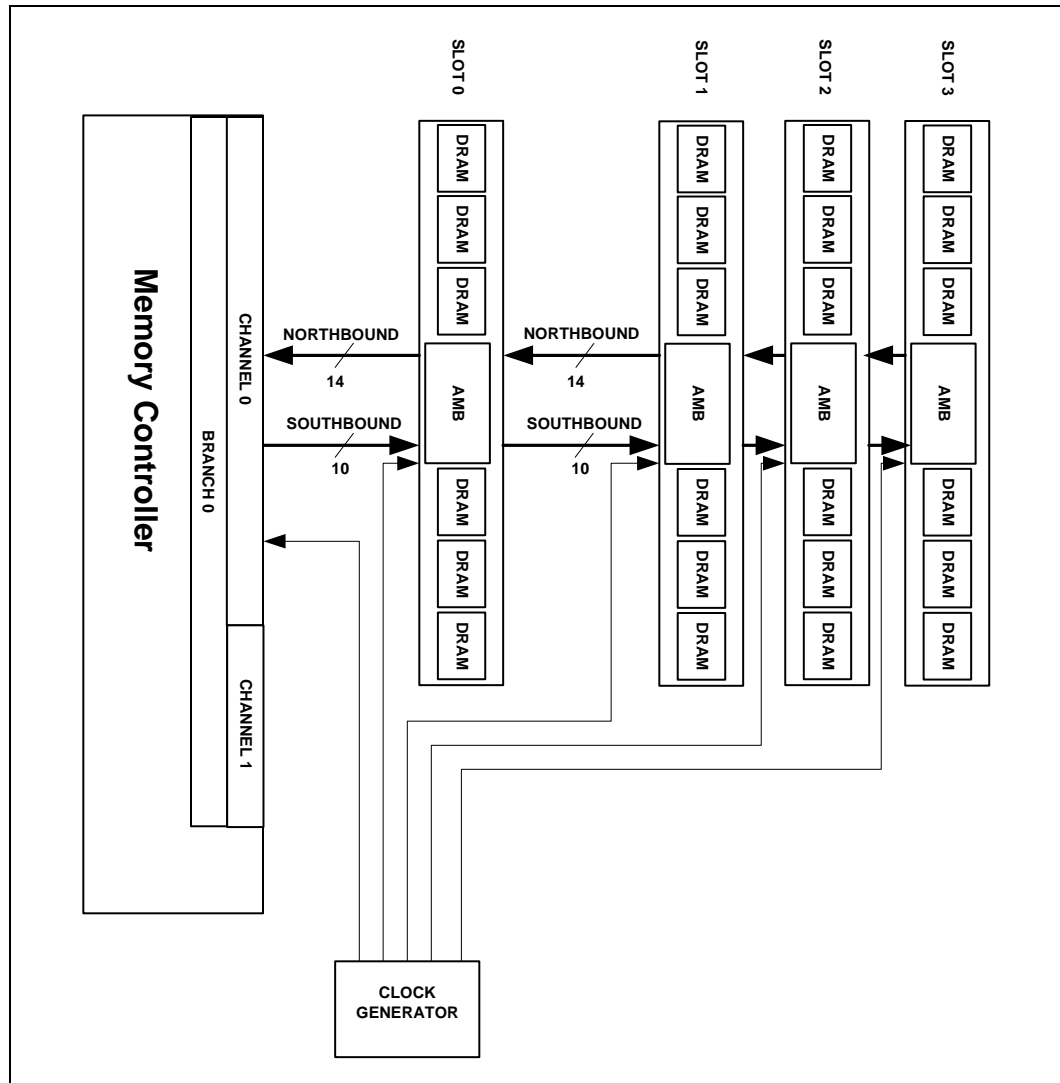 SLOT 0
SLOT 1
SLOT 2
SLOT 3
Memory Controller
BRANCH 0
CHANNEL 0
CHANNEL 1
NORTHBOUND
14
SOUTHBOUND
10
DRAM
DRAM
DRAM
AMB
DRAM
DRAM
DRAM
NORTHBOUND
14
SOUTHBOUND
10
DRAM
DRAM
DRAM
AMB
DRAM
DRAM
DRAM
DRAM
DRAM
DRAM
AMB
DRAM
DRAM
DRAM
DRAM
DRAM
DRAM
AMB
DRAM
DRAM
DRAM
CLOCK
GENERATOR